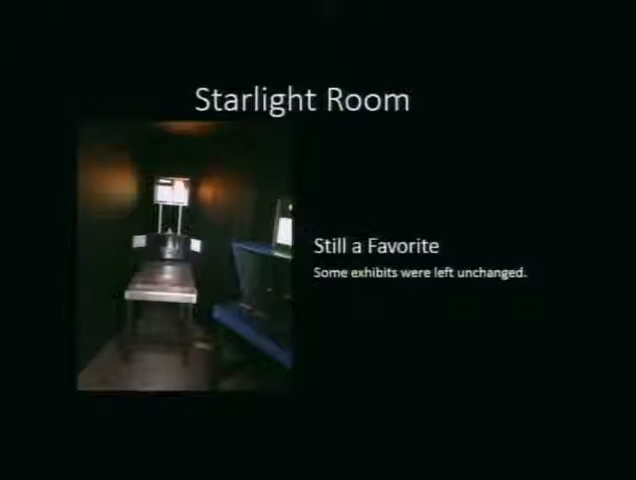 Starlight Room
Still a Favorite
Some exhibits were left unchanged.